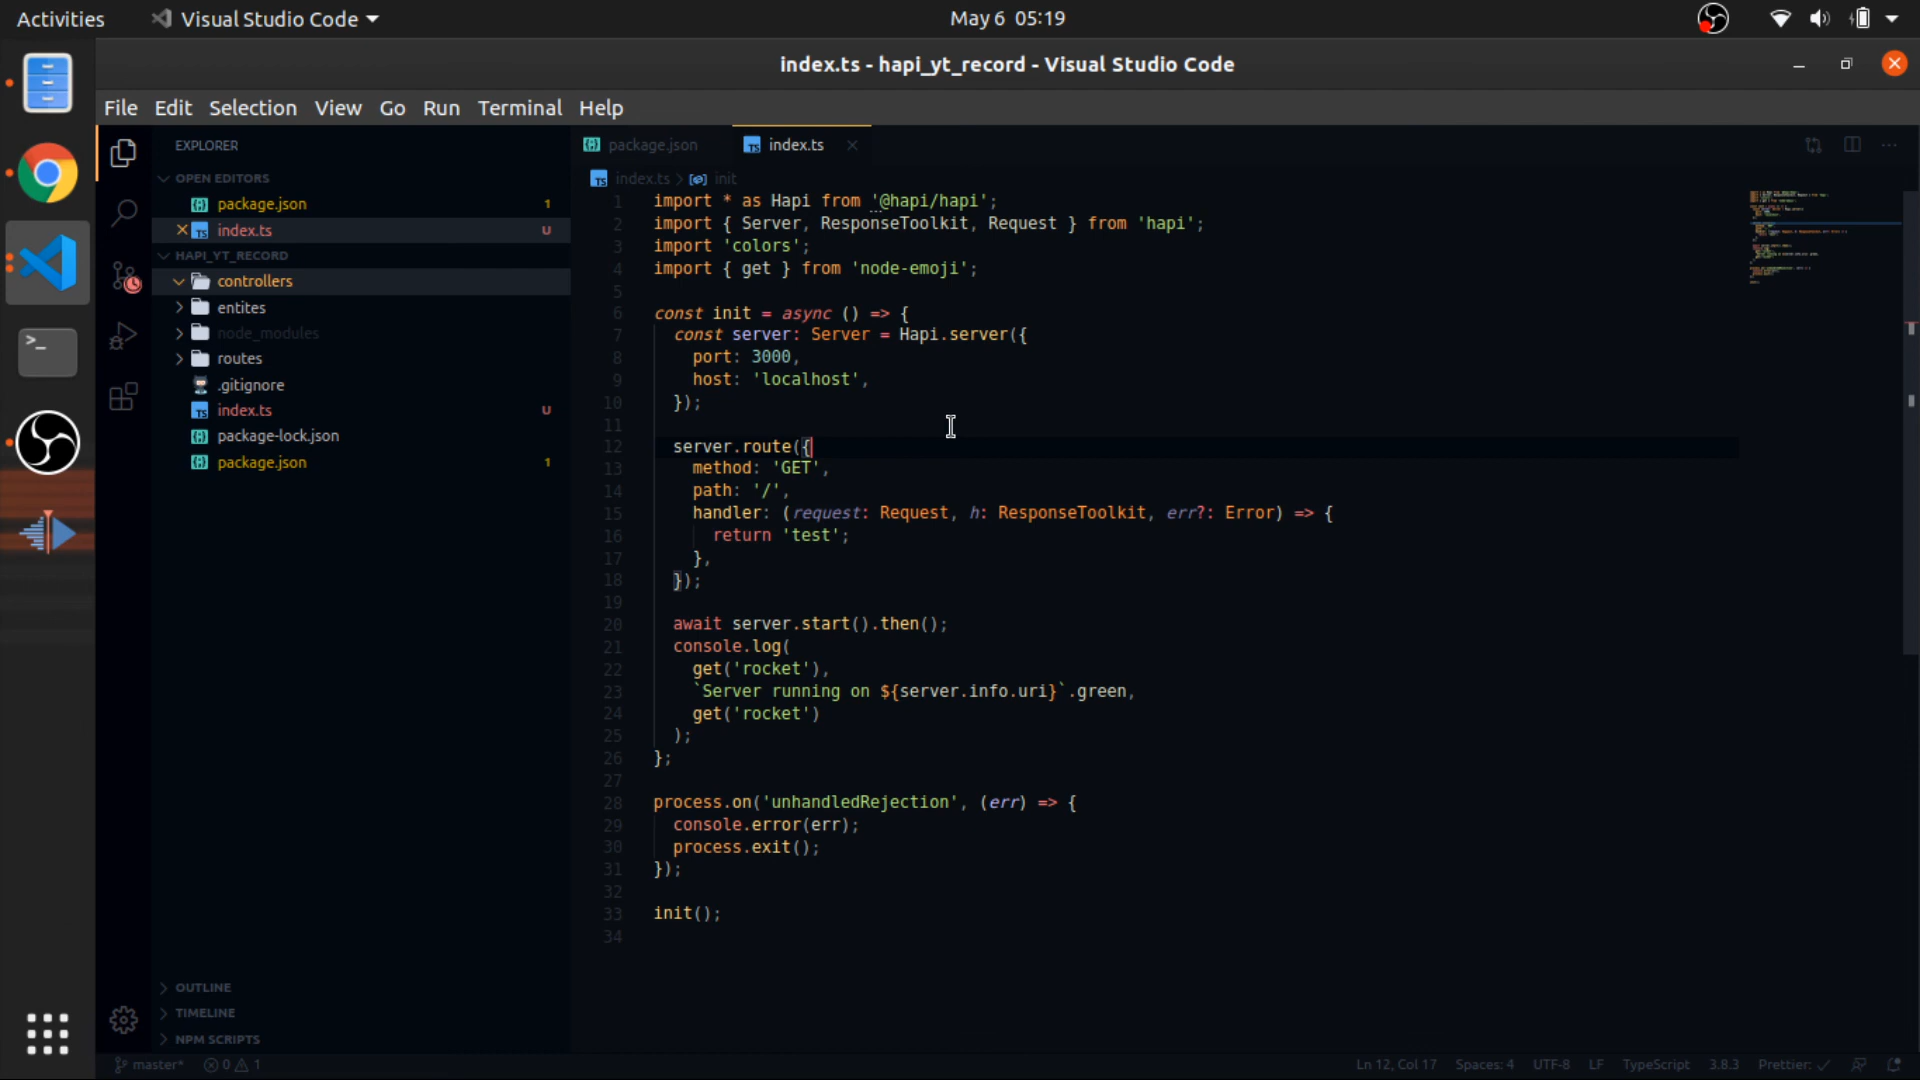 Activities Visual Studio Code May 6 05:19
index.ts - hapi_yt_record - Visual Studio Code
File Edit Selection View Go Run Terminal Help
EXPLORER
OPEN EDITORS
package.json 1
index.ts U
HAPI_YT_RECORD
controllers
entites
node_modules
routes
.gitignore
index.ts U
package-lock.json
package.json 1
OUTLINE
TIMELINE
NPM SCRIPTS
package.json index.ts
index.ts > init
1 import * as Hapi from '@hapi/hapi';
2 import { Server, ResponseToolkit, Request } from 'hapi';
3 import 'colors';
4 import { get } from 'node-emoji';
5
6 const init = async () => {
7 const server: Server = Hapi.server({
8 port: 3000,
9 host: 'localhost',
10 });
11
12 server.route({
13 method: 'GET',
14 path: '/',
15 handler: (request: Request, h: ResponseToolkit, err?: Error) => {
16 return 'test';
17 },
18 });
19
20 await server.start().then();
21 console.log(
22 get('rocket'),
23 `Server running on ${server.info.uri}`.green,
24 get('rocket')
25 );
26 };
27
28 process.on('unhandledRejection', (err) => {
29 console.error(err);
30 process.exit();
31 });
32
33 init();
34
master* 0 1 Ln 12, Col 17 Spaces: 4 UTF-8 LF TypeScript 3.8.3 Prettier: ✓